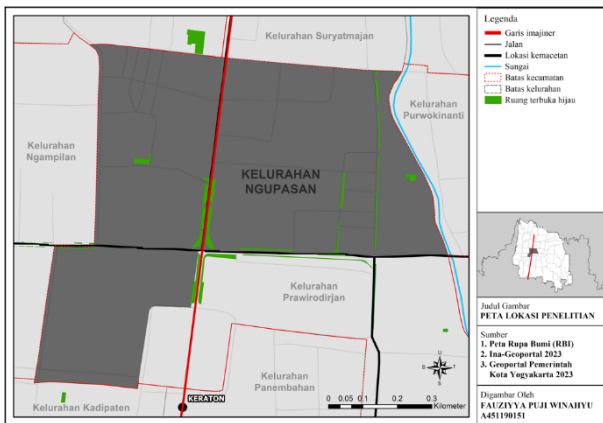 Kelurahan Suryatmajan
Kelurahan
Purwokinanti
Kelurahan
Ngampilan
KELURAHAN
NGUPASAN
Kelurahan
Prawirodirjan
Kelurahan
Panembahan
KERATON
Kelurahan Kadipaten
U
T
S
0 0.05 0.1 0.2 0.3
Kilometer
Legenda
Garis imajiner
Jalan
Lokasi kemacetan
Sungai
Batas kecamatan
Batas kelurahan
Ruang terbuka hijau
Judul Gambar
PETA LOKASI PENELITIAN
Sumber
1. Peta Rupa Bumi (RBI)
2. Ina-Geoportal 2023
3. Geoportal Pemerintah
Kota Yogyakarta 2023
Digambar Oleh
FAUZIYYA PUJI WINAHYU
A451190151